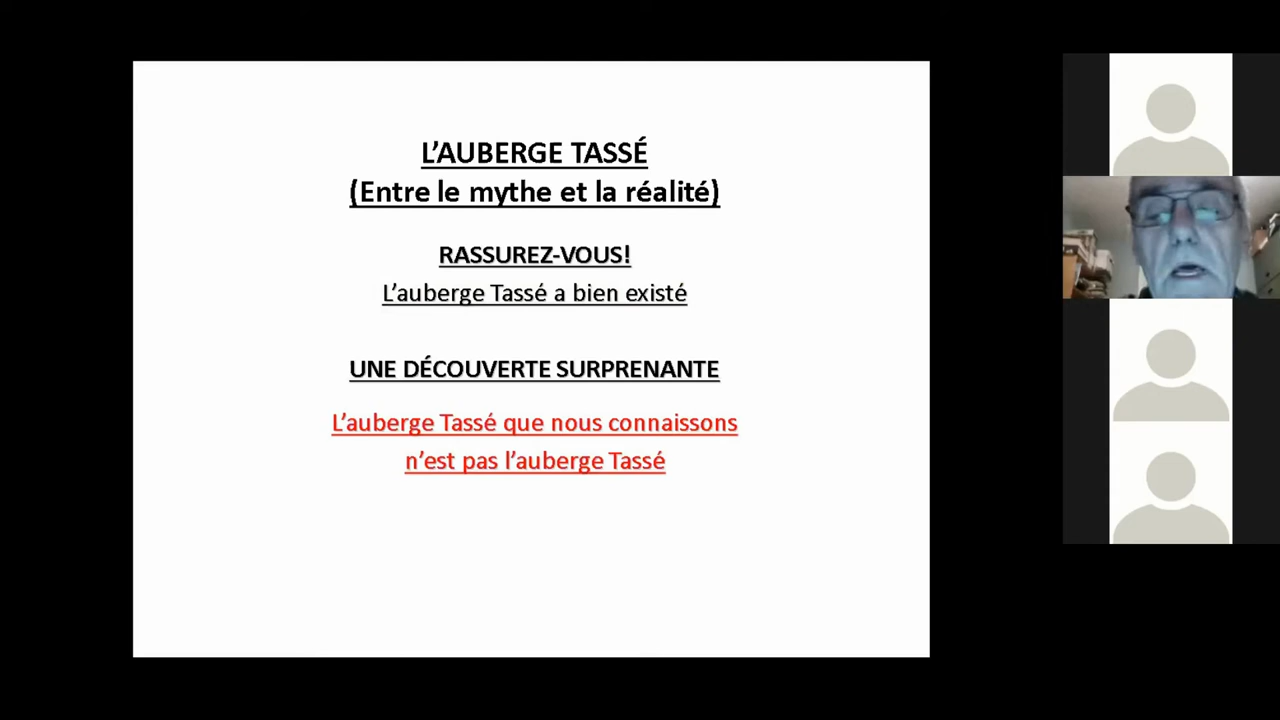 L’AUBERGE TASSÉ
(Entre le mythe et la réalité)
RASSUREZ-VOUS!
L’auberge Tassé a bien existé
UNE DÉCOUVERTE SURPRENANTE
L’auberge Tassé que nous connaissons
n’est pas l’auberge Tassé